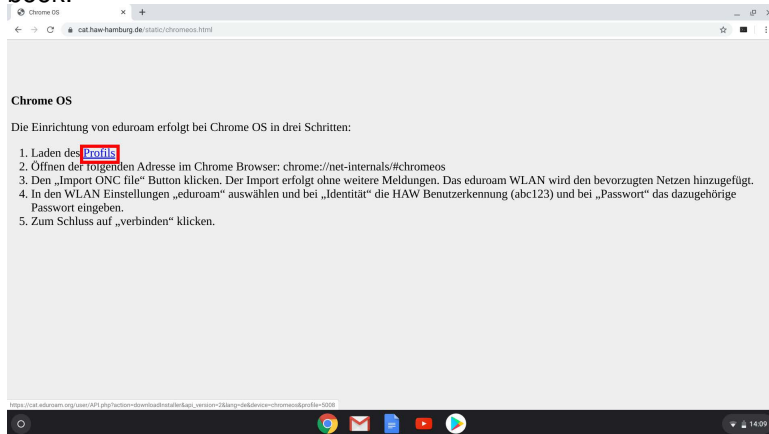 book.
Chrome OS
cat.haw-hamburg.de/static/chromeos.html
Chrome OS
Die Einrichtung von eduroam erfolgt bei Chrome OS in drei Schritten:
1. Laden des Profils
2. Öffnen der folgenden Adresse im Chrome Browser: chrome://net-internals/#chromeos
3. Den „Import ONC file“ Button klicken. Der Import erfolgt ohne weitere Meldungen. Das eduroam WLAN wird den bevorzugten Netzen hinzugefügt.
4. In den WLAN Einstellungen „eduroam“ auswählen und bei „Identität“ die HAW Benutzerkennung (abc123) und bei „Passwort“ das dazugehörige
Passwort eingeben.
5. Zum Schluss auf „verbinden“ klicken.
https://cat.eduroam.org/user/API.php?action=downloadInstaller&api_version=2&lang=de&device=chromeos&profile=5008
14:09